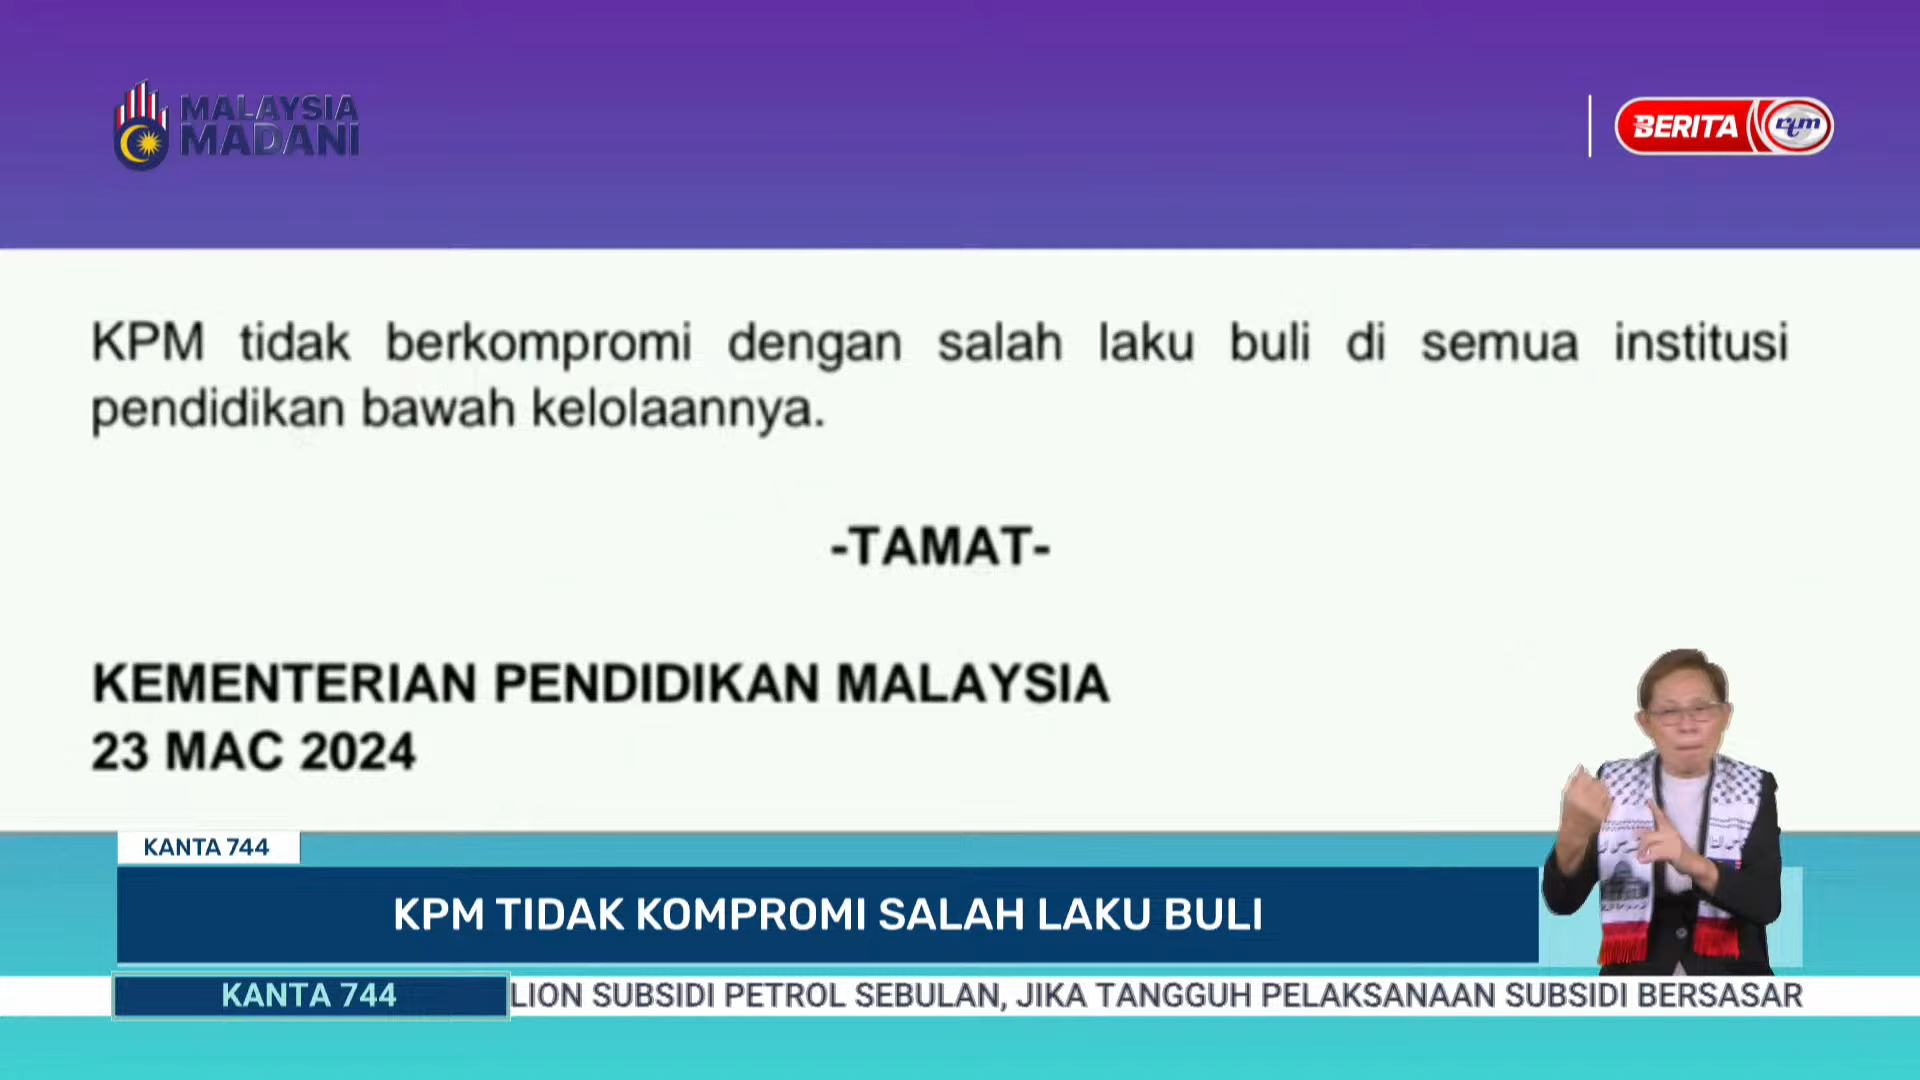 MALAYSIA
MADANI
BERITA rtm
KPM tidak berkompromi dengan salah laku buli di semua institusi
pendidikan bawah kelolaannya.
-TAMAT-
KEMENTERIAN PENDIDIKAN MALAYSIA
23 MAC 2024
KANTA 744
KPM TIDAK KOMPROMI SALAH LAKU BULI
KANTA 744 LION SUBSIDI PETROL SEBULAN, JIKA TANGGUH PELAKSANAAN SUBSIDI BERSASAR